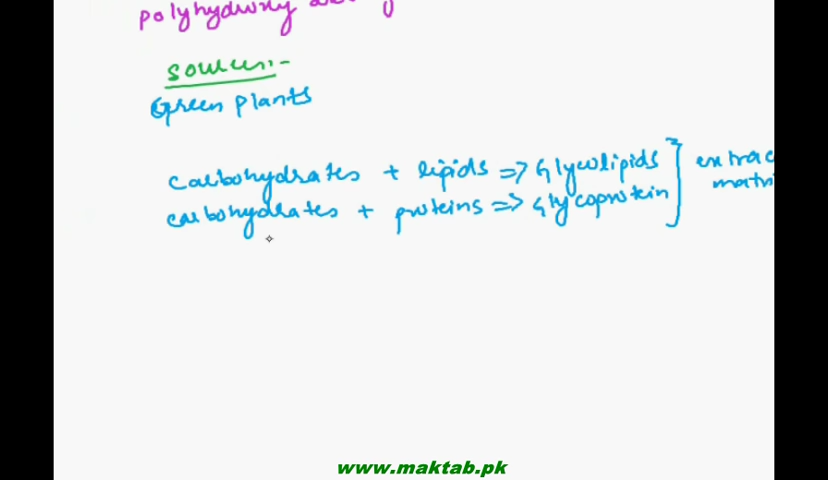 polyhydroxy
Source:-
Green plants
carbohydrates + lipids => Glycolipids ] extrac
carbohydrates + proteins => Glycoprotein ] matri
www.maktab.pk